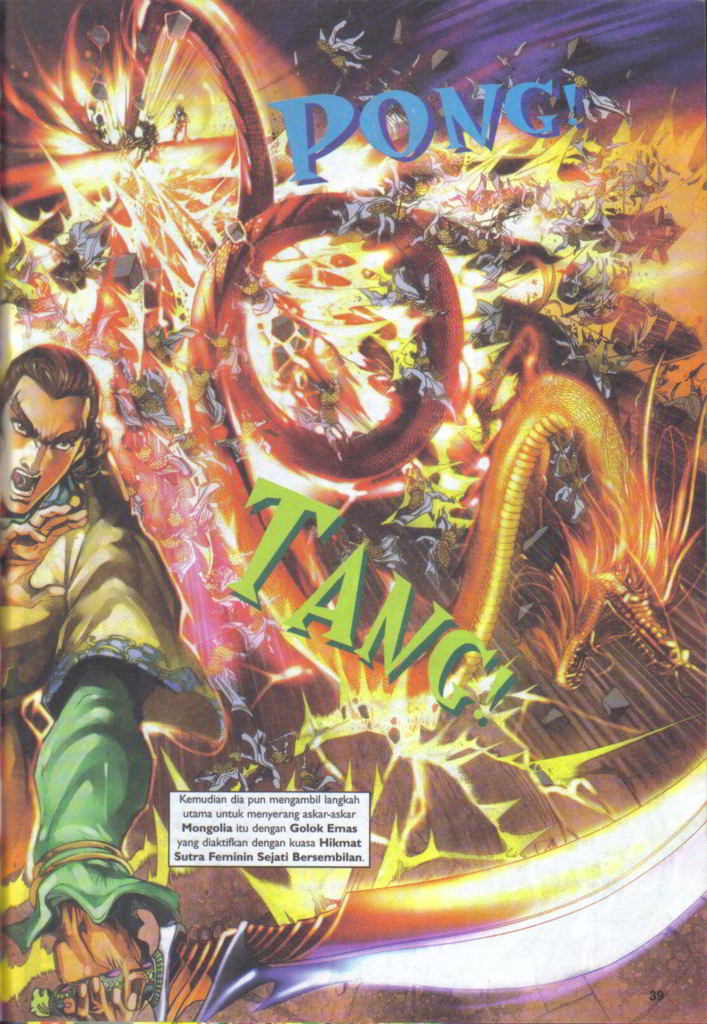 PONG!
TANG!
Kemudian dia pun mengambil langkah
utama untuk menyerang askar-askar
Mongolia itu dengan Golok Emas
yang diaktifkan dengan kuasa Hikmat
Sutra Feminin Sejati Bersembilan.
39